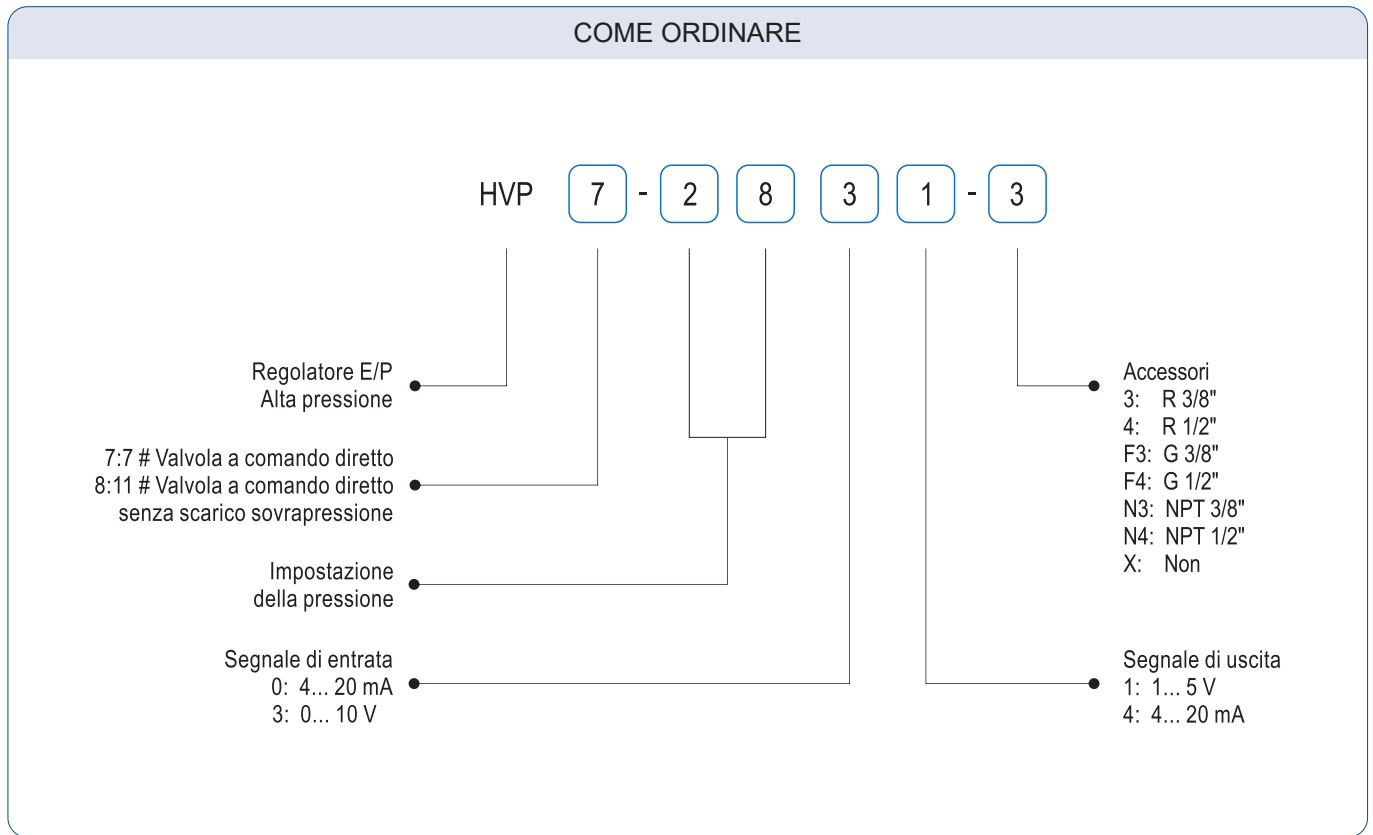 COME ORDINARE
HVP 7 - 2 8 3 1 - 3
Regolatore E/P
Alta pressione
7:7 # Valvola a comando diretto
8:11 # Valvola a comando diretto
senza scarico sovrapressione
Impostazione
della pressione
Segnale di entrata
0: 4... 20 mA
3: 0... 10 V
Accessori
3: R 3/8"
4: R 1/2"
F3: G 3/8"
F4: G 1/2"
N3: NPT 3/8"
N4: NPT 1/2"
X: Non
Segnale di uscita
1: 1... 5 V
4: 4... 20 mA